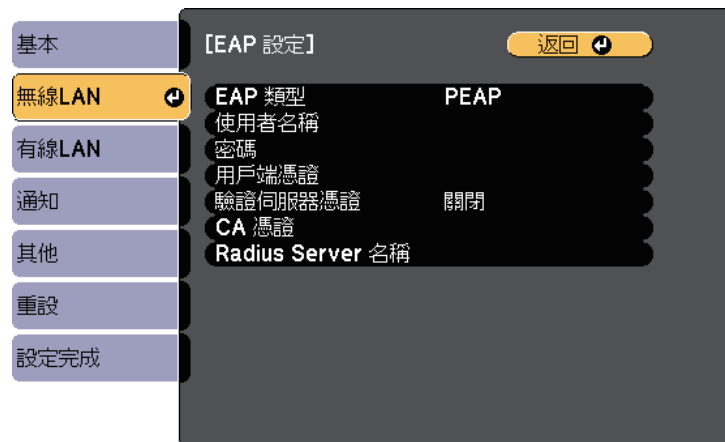 基本
無線LAN
有線LAN
通知
其他
重設
設定完成
[EAP 設定]
返回
EAP 類型 PEAP
使用者名稱
密碼
用戶端憑證
驗證伺服器憑證 關閉
CA 憑證
Radius Server 名稱